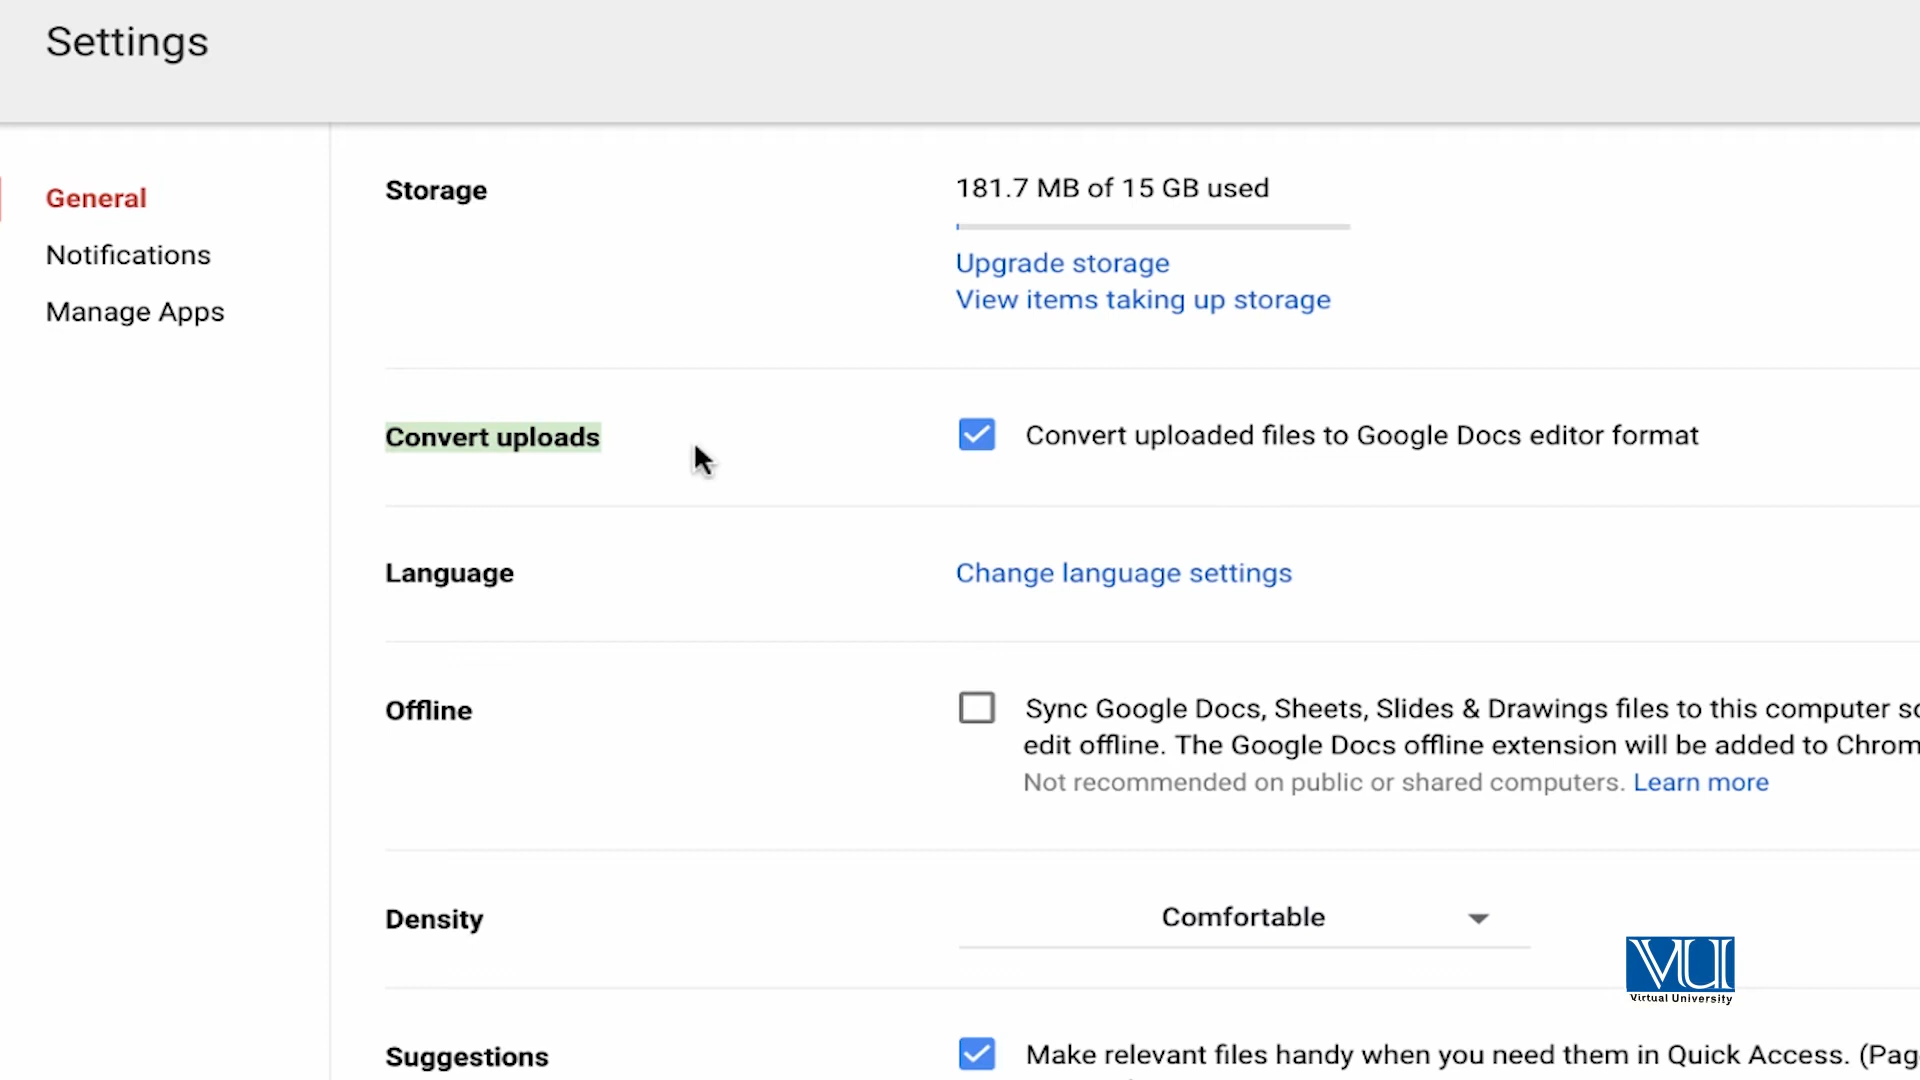 Settings
General
Notifications
Manage Apps
Storage
181.7 MB of 15 GB used
Upgrade storage
View items taking up storage
Convert uploads
Convert uploaded files to Google Docs editor format
Language
Change language settings
Offline
Sync Google Docs, Sheets, Slides & Drawings files to this computer so
edit offline. The Google Docs offline extension will be added to Chrom
Not recommended on public or shared computers. Learn more
Density
Comfortable
VU
Virtual University
Suggestions
Make relevant files handy when you need them in Quick Access. (Pag